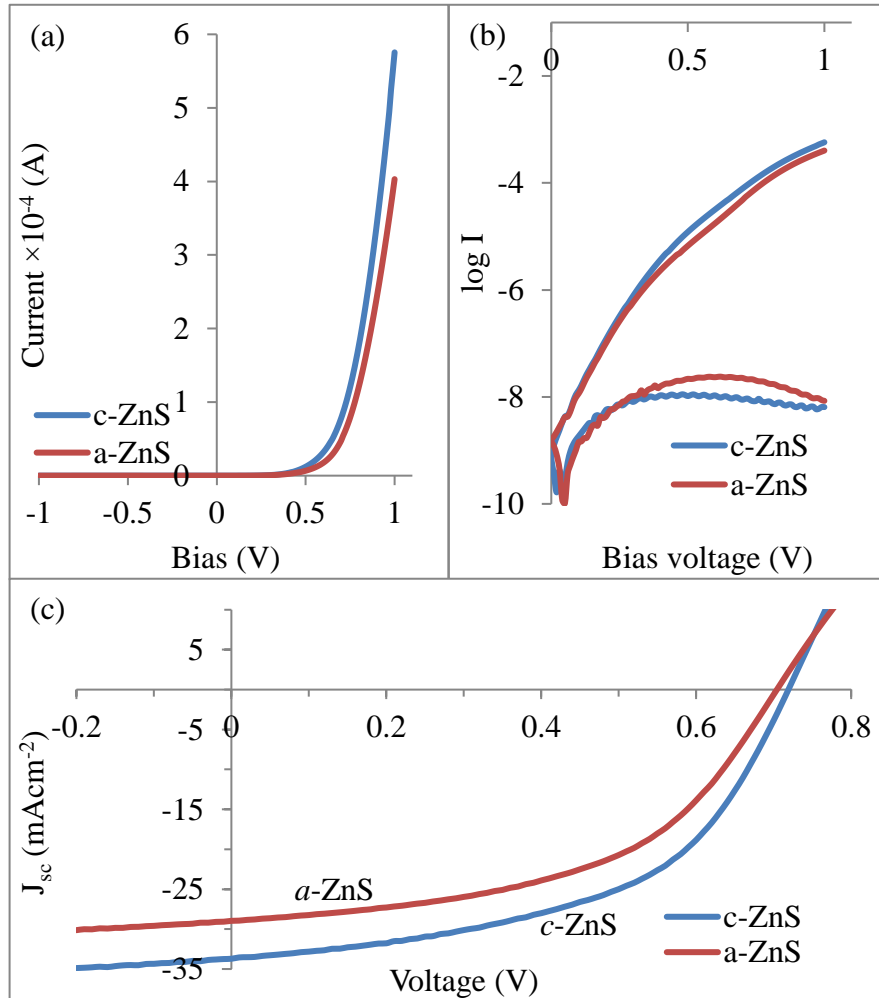 (a)
6
5
4
3
2
1
0
Current ×10⁻⁴ (A)
c-ZnS
a-ZnS
-1 -0.5 0 0.5 1
Bias (V)
(b)
0 0.5 1
-2
-4
-6
-8
-10
log I
c-ZnS
a-ZnS
Bias voltage (V)
(c)
5
-5
-15
-25
-35
-0.2 0 0.2 0.4 0.6 0.8
J_sc (mAcm⁻²)
a-ZnS
c-ZnS
c-ZnS
a-ZnS
Voltage (V)